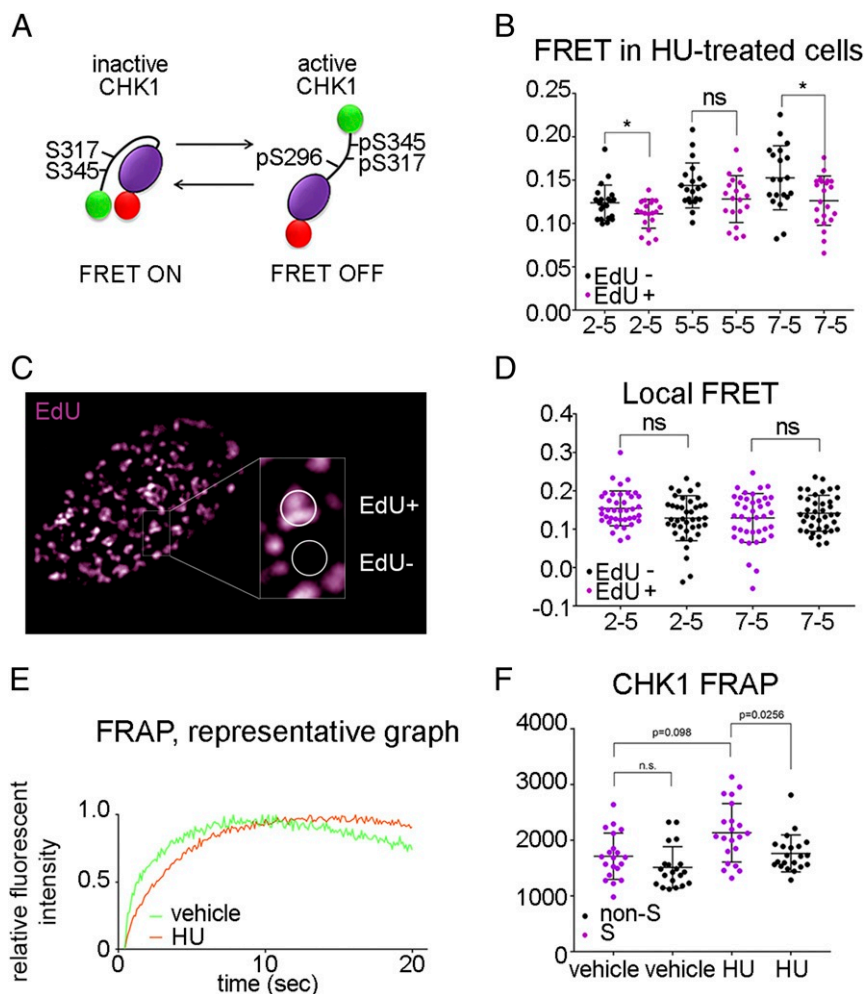 A
inactive
CHK1
active
CHK1
S317
S345
pS296
pS345
pS317
FRET ON
FRET OFF
B
FRET in HU-treated cells
*
ns
*
0.25
0.20
0.15
0.10
0.05
0.00
EdU -
EdU +
2-5 2-5 5-5 5-5 7-5 7-5
C
EdU
EdU+
EdU-
D
Local FRET
ns
ns
0.4
0.3
0.2
0.1
0.0
-0.1
EdU -
EdU +
2-5 2-5 7-5 7-5
E
FRAP, representative graph
relative fluorescent
intensity
1.0
0.5
0
vehicle
HU
0 10 20
time (sec)
F
CHK1 FRAP
p=0.0256
p=0.098
n.s.
4000
3000
2000
1000
0
non-S
S
vehicle vehicle HU HU